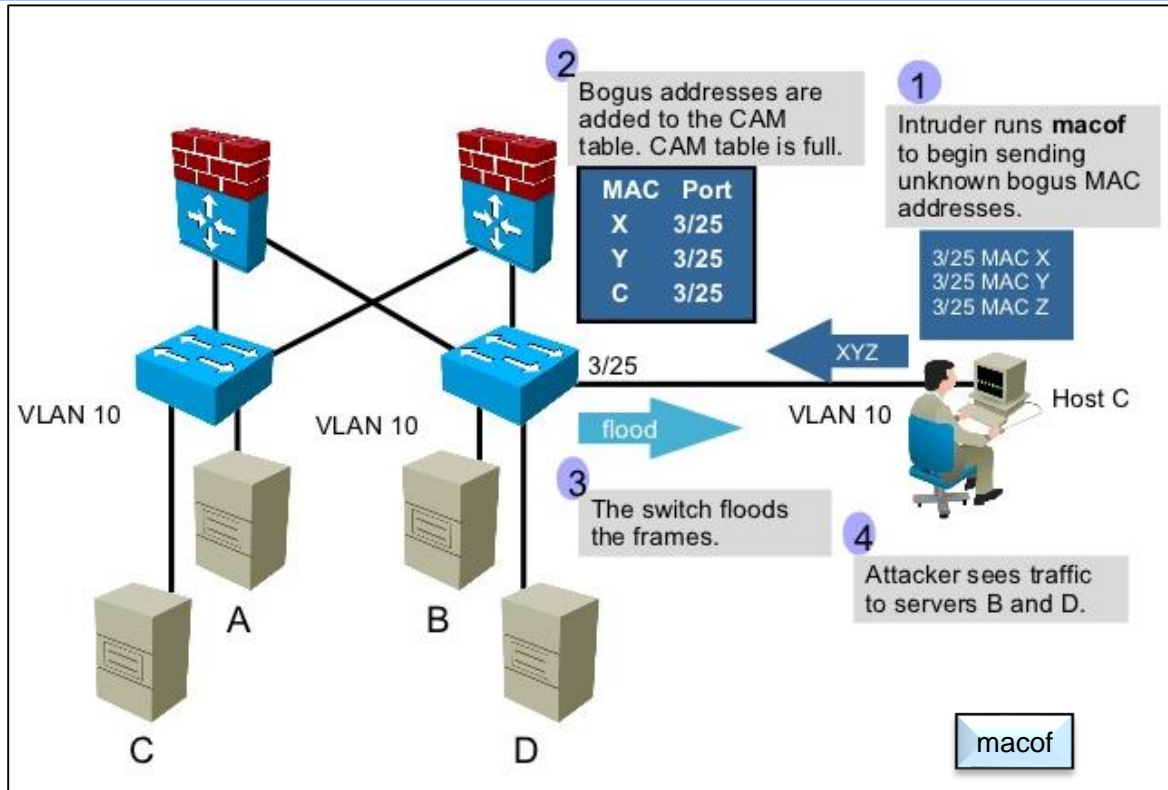 1
Intruder runs macof
to begin sending
unknown bogus MAC
addresses.
3/25 MAC X
3/25 MAC Y
3/25 MAC Z
2
Bogus addresses are
added to the CAM
table. CAM table is full.
MAC Port
X 3/25
Y 3/25
C 3/25
XYZ
3/25
VLAN 10
VLAN 10
VLAN 10
Host C
flood
3
The switch floods
the frames.
4
Attacker sees traffic
to servers B and D.
A
B
C
D
macof